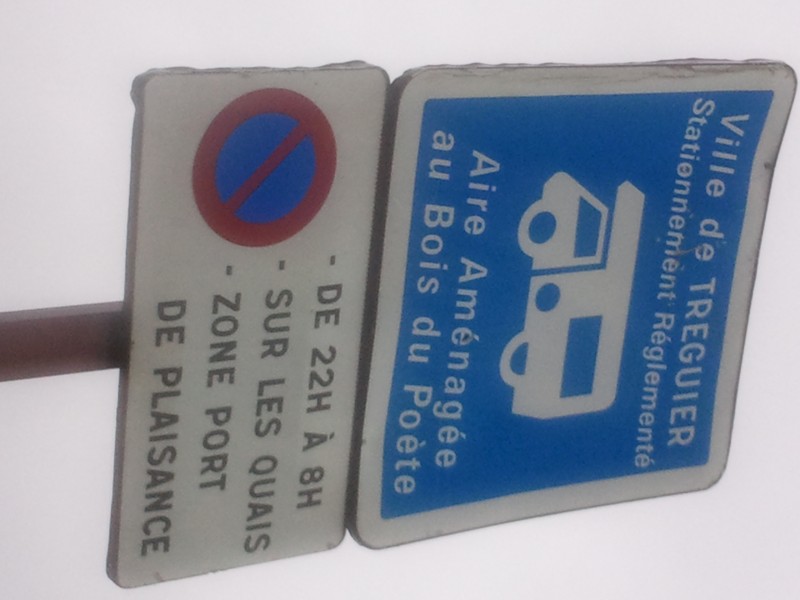 Ville de TREGUIER
Stationnement Réglementé
Aire Aménagée
au Bois du Poète
- DE 22H À 8H
- SUR LES QUAIS
- ZONE PORT
DE PLAISANCE